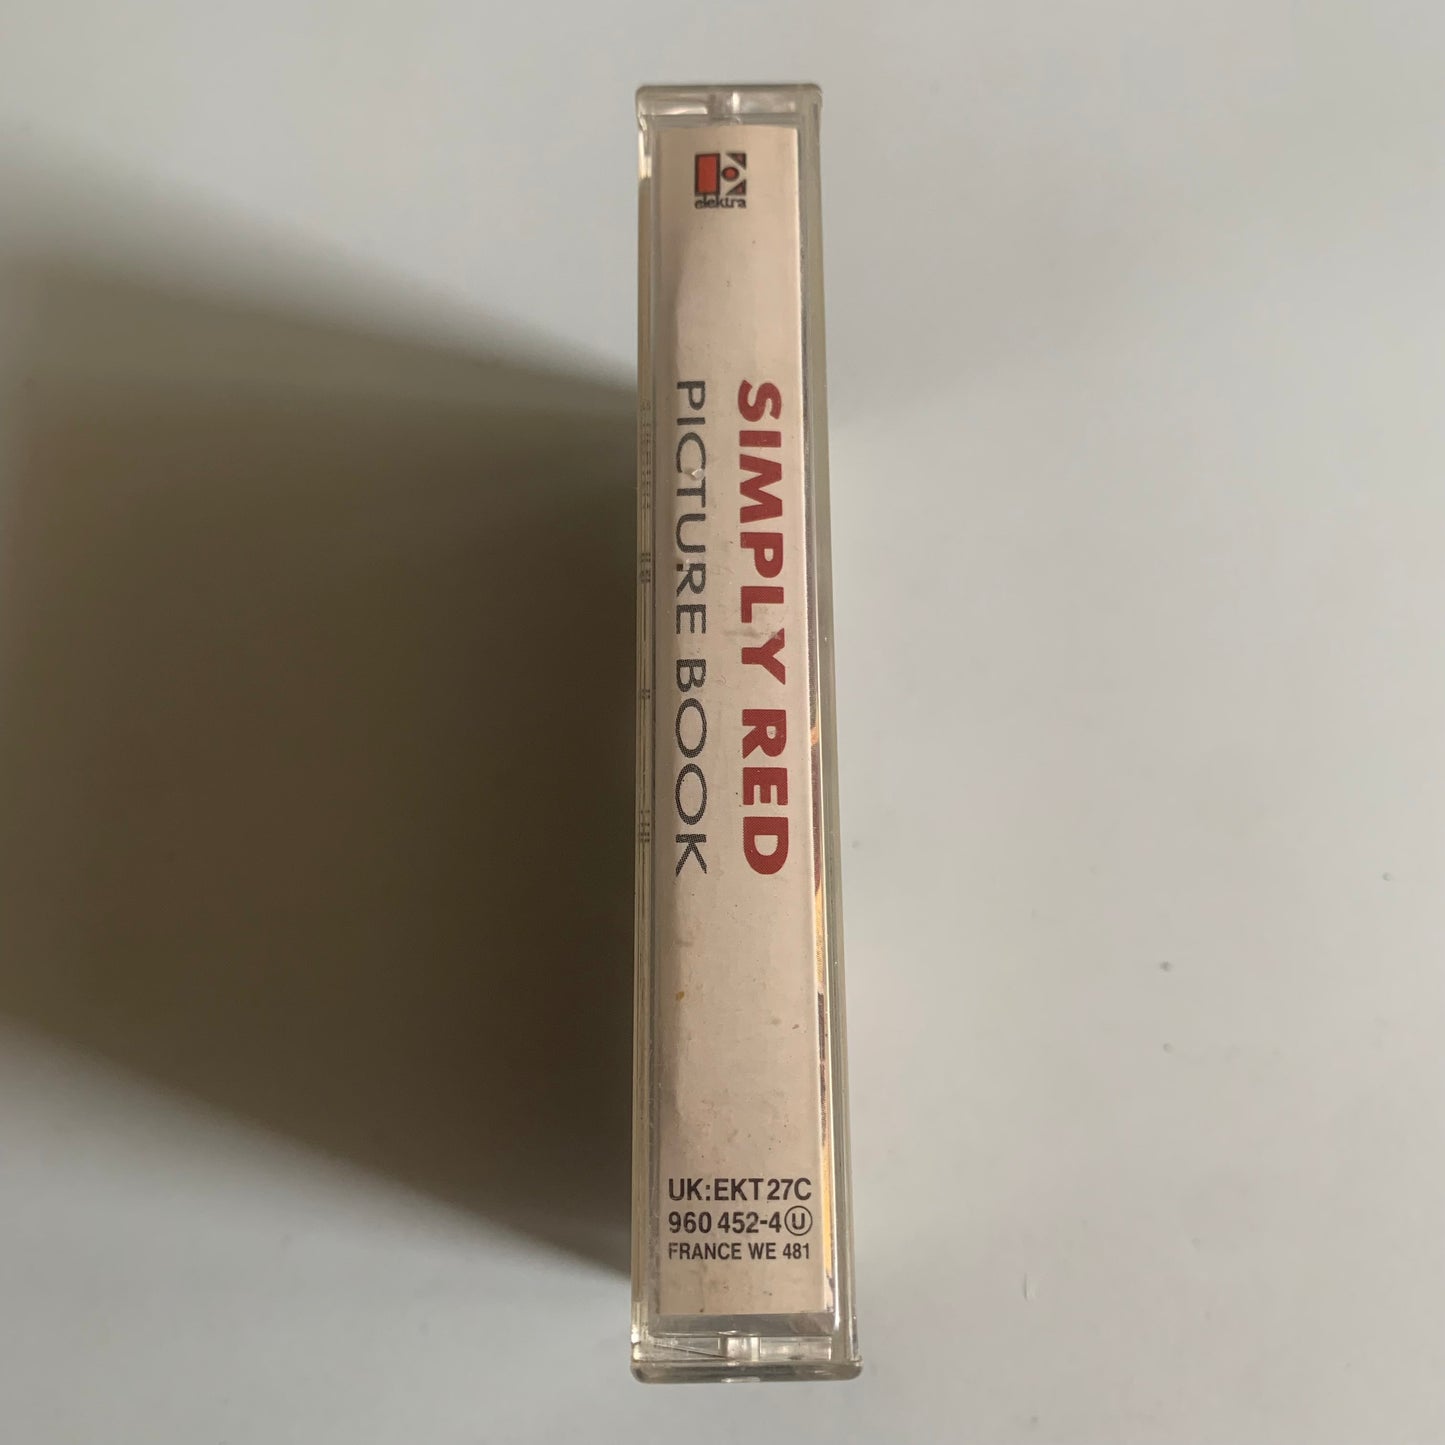 elektra
SIMPLY RED
PICTURE BOOK
UK:EKT 27C
960 452-4 Ⓤ
FRANCE WE 481